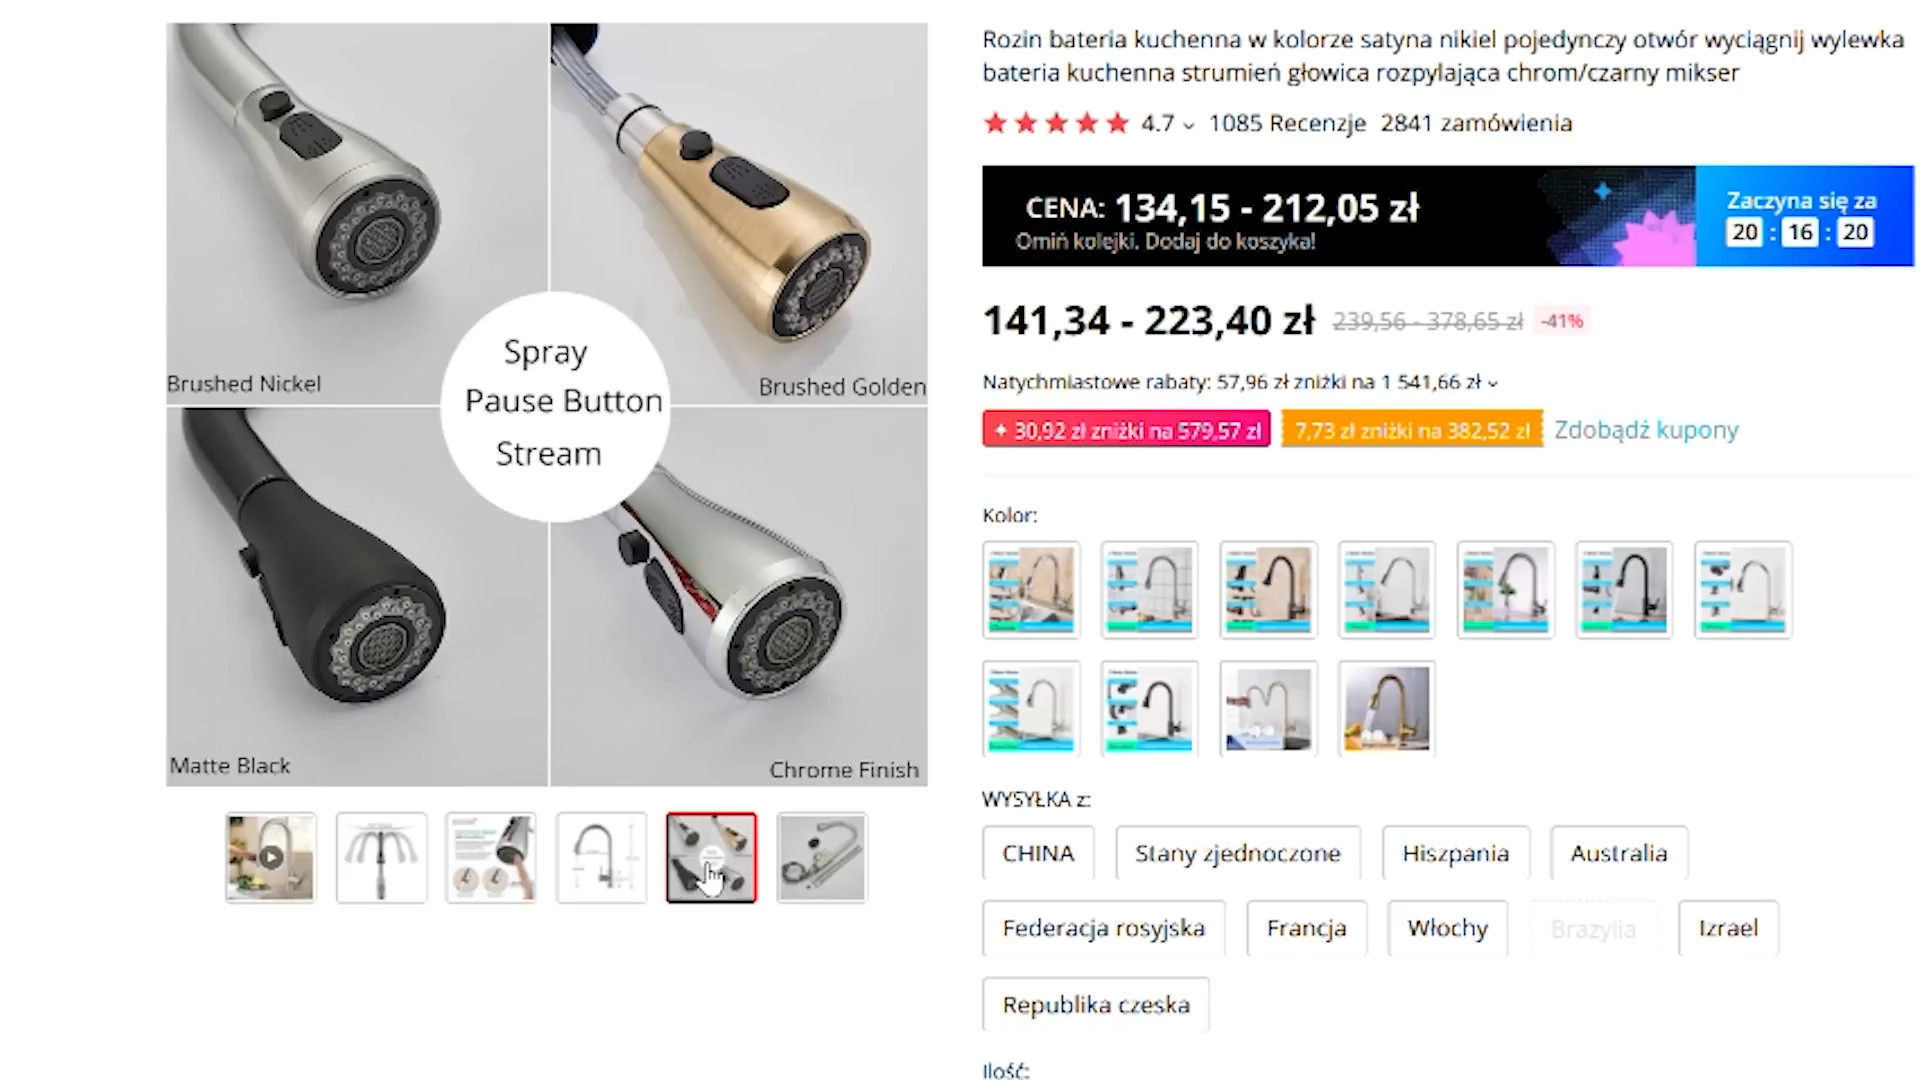 Brushed Nickel
Brushed Golden
Spray
Pause Button
Stream
Matte Black
Chrome Finish
Rozin bateria kuchenna w kolorze satyna nikiel pojedynczy otwór wyciągnij wylewka
bateria kuchenna strumień głowica rozpylająca chrom/czarny mikser
4.7 1085 Recenzje 2841 zamówienia
CENA: 134,15 - 212,05 zł
Omiń kolejki. Dodaj do koszyka!
Zaczyna się za
20 : 16 : 20
141,34 - 223,40 zł 239,56 - 378,65 zł -41%
Natychmiastowe rabaty: 57,96 zł zniżki na 1 541,66 zł
+ 30,92 zł zniżki na 579,57 zł 7,73 zł zniżki na 382,52 zł Zdobądź kupony
Kolor:
WYSYŁKA z:
CHINA Stany zjednoczone Hiszpania Australia
Federacja rosyjska Francja Włochy Brazylia Izrael
Republika czeska
Ilość: